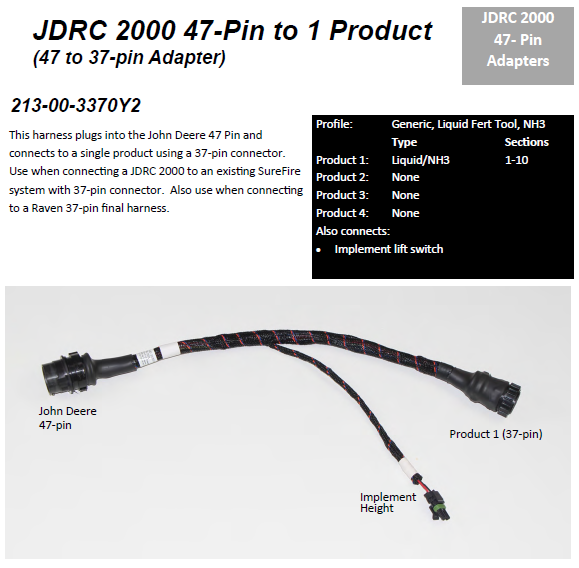 JDRC 2000 47-Pin to 1 Product
(47 to 37-pin Adapter)
JDRC 2000
47- Pin
Adapters
213-00-3370Y2
This harness plugs into the John Deere 47 Pin and
connects to a single product using a 37-pin connector.
Use when connecting a JDRC 2000 to an existing SureFire
system with 37-pin connector.  Also use when connecting
to a Raven 37-pin final harness.
Profile: Generic, Liquid Fert Tool, NH3
Type Sections
Product 1: Liquid/NH3 1-10
Product 2: None
Product 3: None
Product 4: None
Also connects:
• Implement lift switch
John Deere
47-pin
Product 1 (37-pin)
Implement
Height